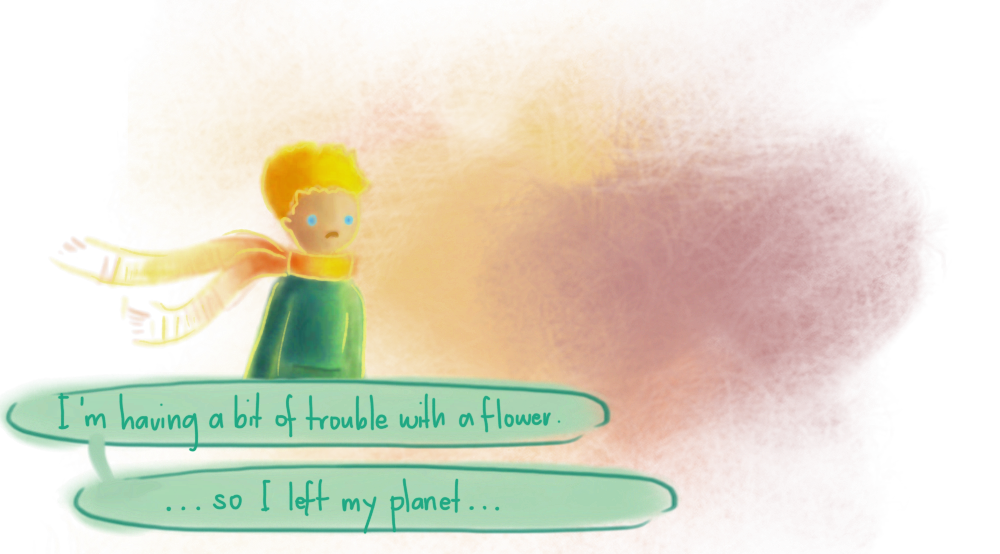 I'm having a bit of trouble with a flower.
...so I left my planet...